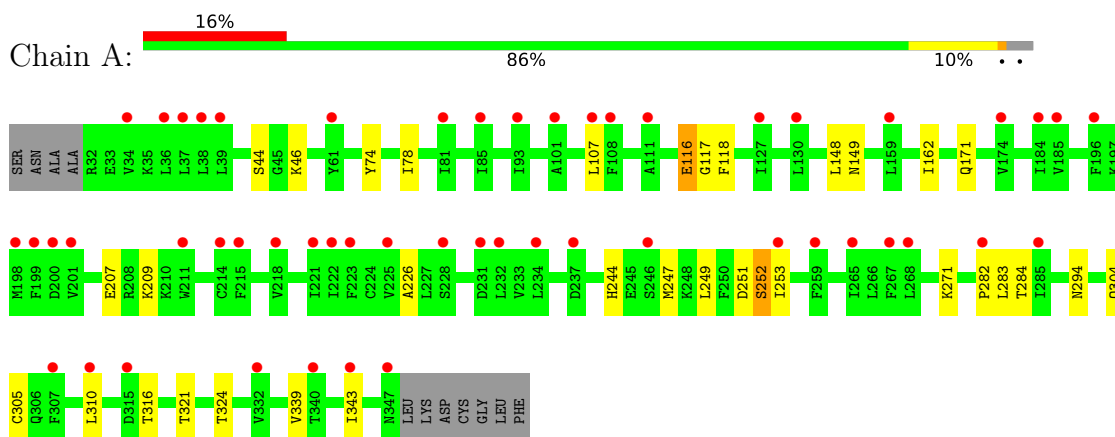 16%
Chain A:
86% 10% • •
SER ASN ALA ALA R32 E33 V34 K35 L36 L37 L38 L39 S44 G45 K46 Y61 Y74 I78 I81 I85 I93 A101 L107 F108 A111 E116 G117 F118 I127 L130 L148 N149 L159 I162 Q171 V174 I184 V185 F196 K197
M198 F199 D200 V201 E207 R208 K209 K210 W211 C214 F215 V218 I221 I222 F223 C224 V225 A226 L227 S228 D231 L232 V233 L234 D237 H244 E245 S246 M247 K248 L249 F250 D251 S252 I253 F259 I265 L266 F267 L268 K271 P282 L283 T284 I285 N294
C305 Q306 F307 L310 D315 T316 T321 T324 V332 V339 T340 I343 N347 LEU LYS ASP CYS GLY LEU PHE